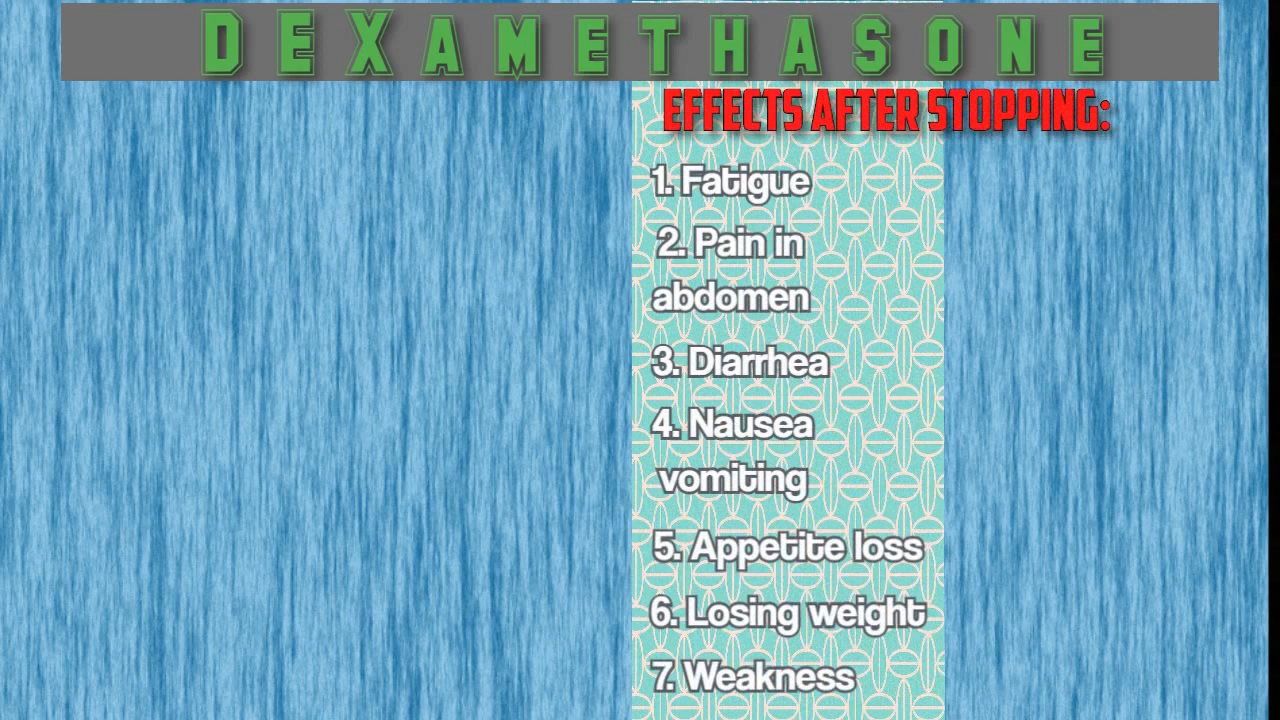 DEXAMETHASONE
EFFECTS AFTER STOPPING:
1. Fatigue
2. Pain in
abdomen
3. Diarrhea
4. Nausea
vomiting
5. Appetite loss
6. Losing weight
7. Weakness